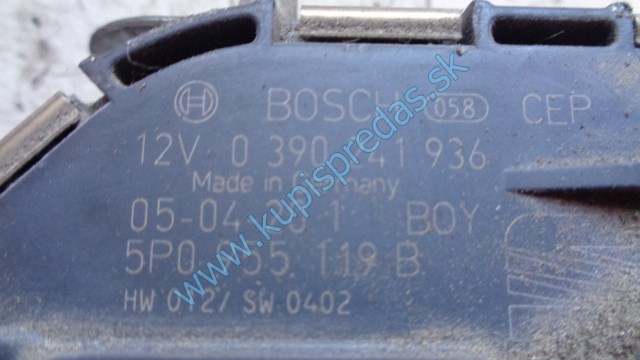 BOSCH 058 CEP
12V 0 390 241 936
Made in Germany
BOY
5P0 955 119 B
HW 012/ SW 0402
www.kupispredas.sk